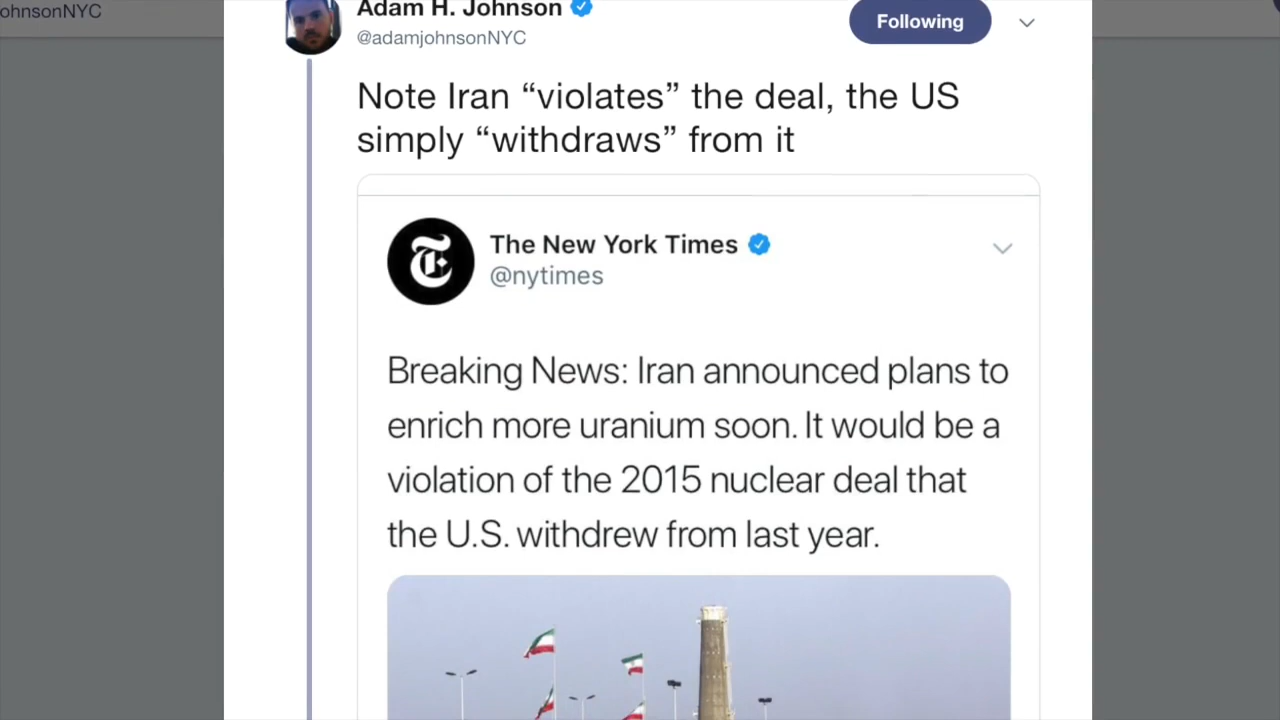 ohnsonNYC
Adam H. Johnson
@adamjohnsonNYC
Following
Note Iran “violates” the deal, the US
simply “withdraws” from it
The New York Times
@nytimes
Breaking News: Iran announced plans to
enrich more uranium soon. It would be a
violation of the 2015 nuclear deal that
the U.S. withdrew from last year.